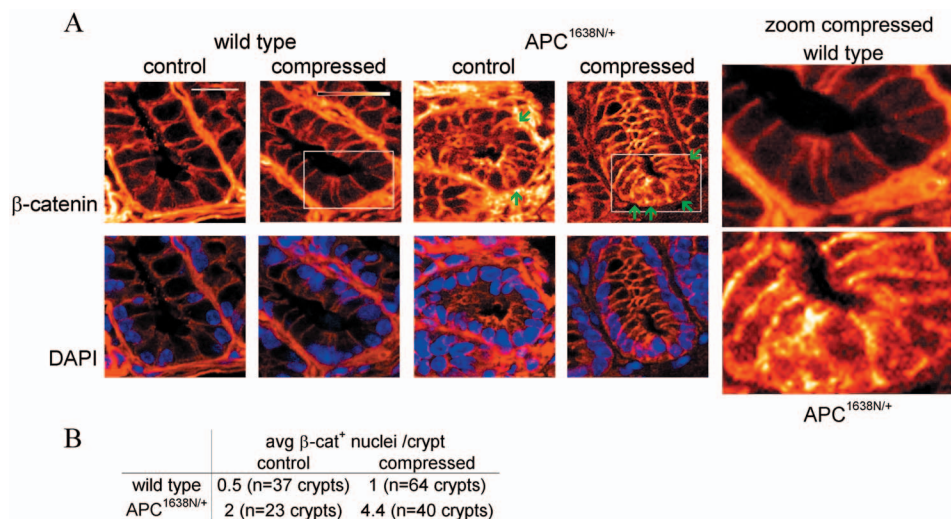 A
wild type
APC1638N/+
zoom compressed
control
compressed
control
compressed
wild type
β-catenin
DAPI
APC1638N/+
B
avg β-cat+ nuclei /crypt
control compressed
wild type 0.5 (n=37 crypts) 1 (n=64 crypts)
APC1638N/+ 2 (n=23 crypts) 4.4 (n=40 crypts)